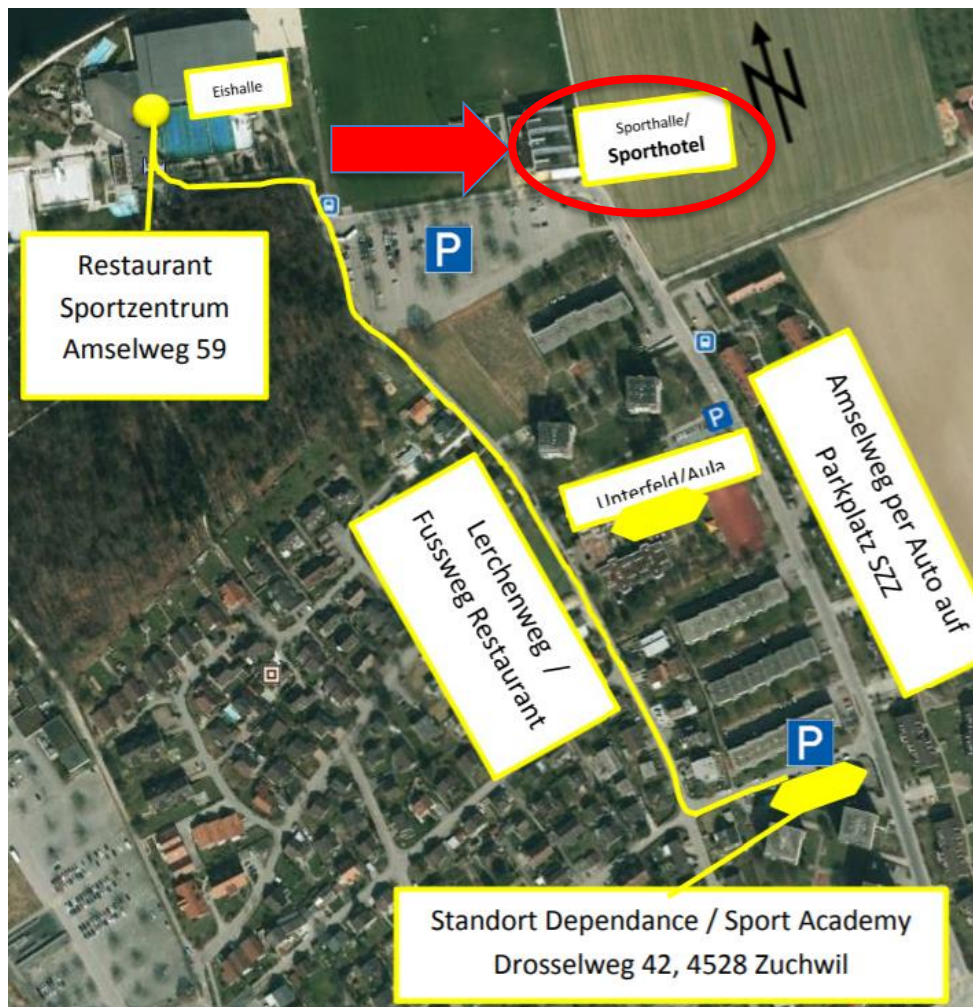 Eishalle
Sporthalle/
Sporthotel
N
P
Restaurant
Sportzentrum
Amselweg 59
P
Amselweg per Auto auf
Parkplatz SZZ
Unterfeld/Aula
Lerchenweg /
Fussweg Restaurant
P
Standort Dependance / Sport Academy
Drosselweg 42, 4528 Zuchwil